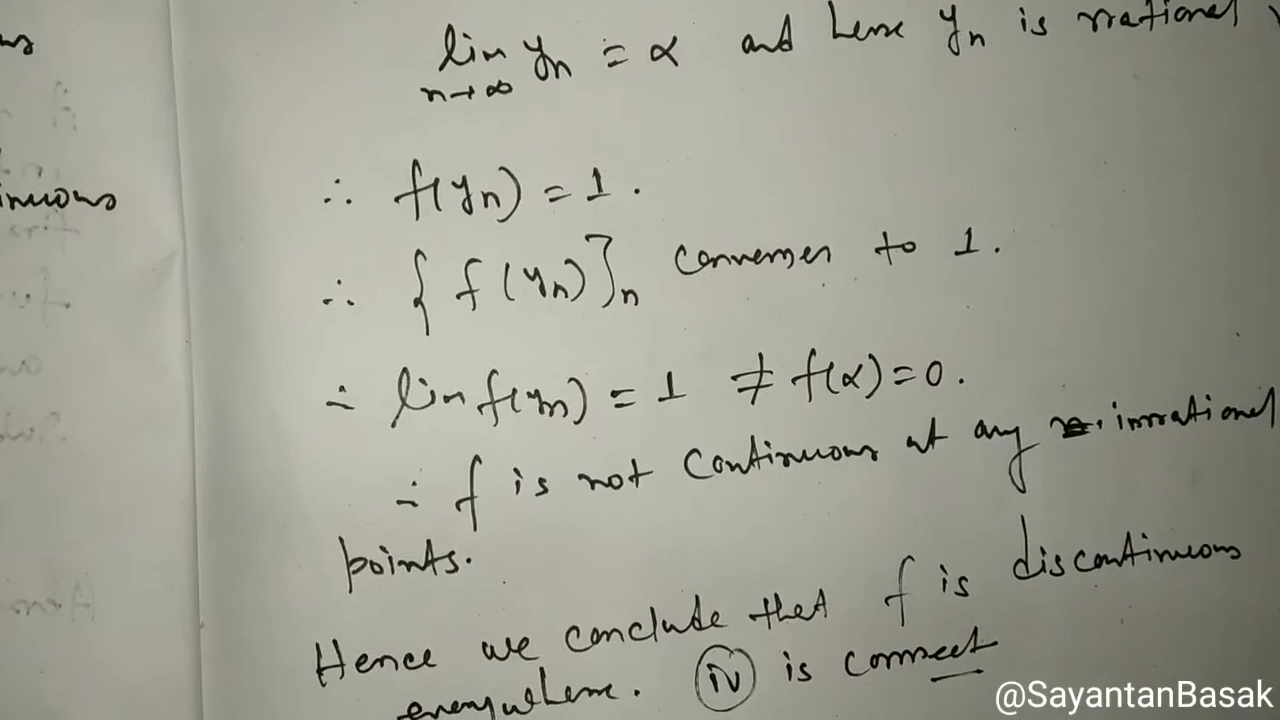 lim yn = α and here yn is rational
n→∞
∴ f(yn) = 1.
∴ {f(yn)}n converges to 1.
∴ lim f(yn) = 1 ≠ f(α) = 0.
∴ f is not continuous at any irrational
points.
Hence we conclude that f is discontinuous
everywhere. (iv) is correct
@SayantanBasak